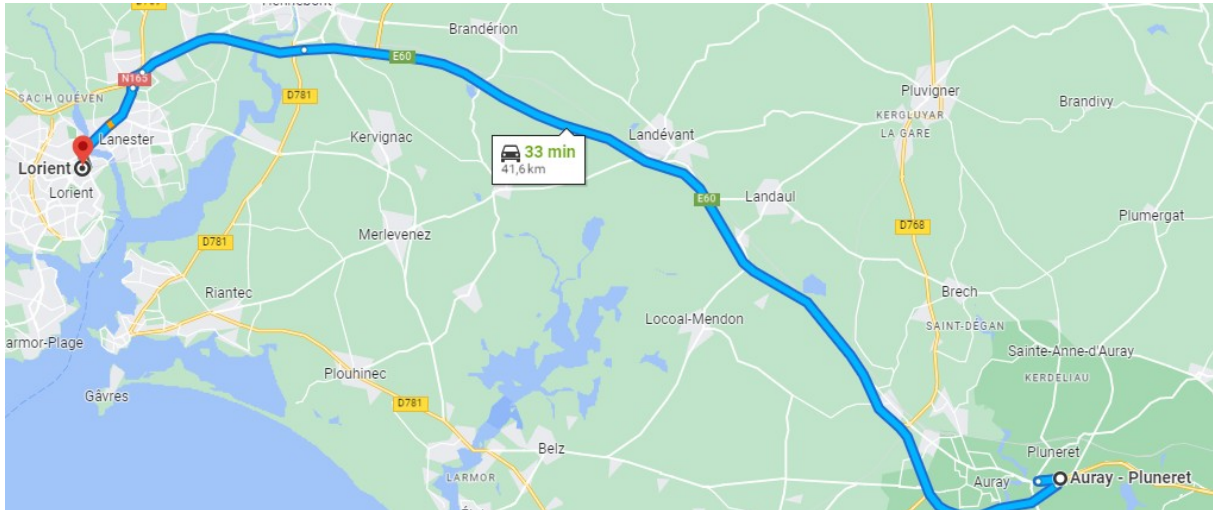 Brandérion
E60
N165
SAC'H QUÉVEN
D781
Pluvigner
Brandivy
KERGLUYAR
LA GARE
Lanester
Kervignac
Landévant
33 min
41,6 km
Lorient
Lorient
E60
Landaul
Plumergat
D768
Merlevenez
D781
Riantec
Brech
Locoal-Mendon
SAINT-DÉGAN
armor-Plage
Sainte-Anne-d'Auray
Plouhinec
KERDELIAU
Gâvres
D781
Belz
Pluneret
LARMOR
Auray
Auray - Pluneret